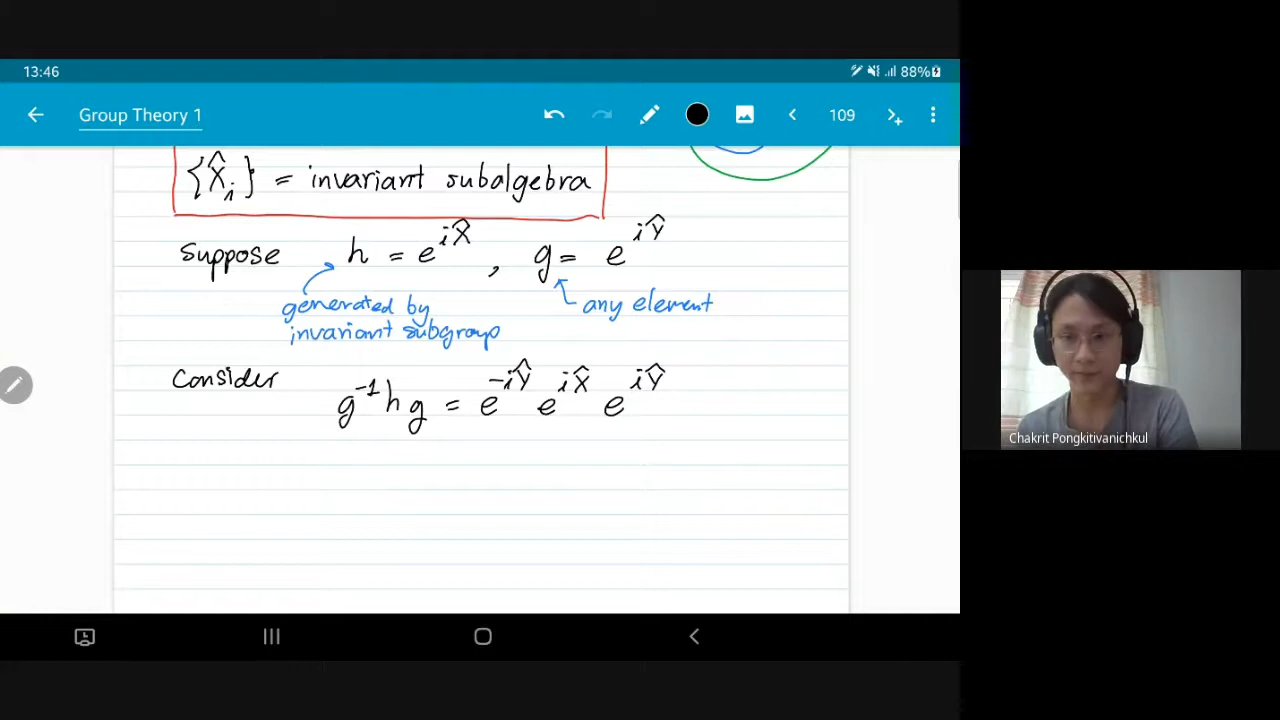 13:46
88%
Group Theory 1
109
{X̂ᵢ} = invariant subalgebra
Suppose h = e^{iX̂} , g = e^{iŶ}
generated by
invariant subgroup
any element
Consider
g⁻¹hg = e^{-iŶ} e^{iX̂} e^{iŶ}
Chakrit Pongkitivanichkul